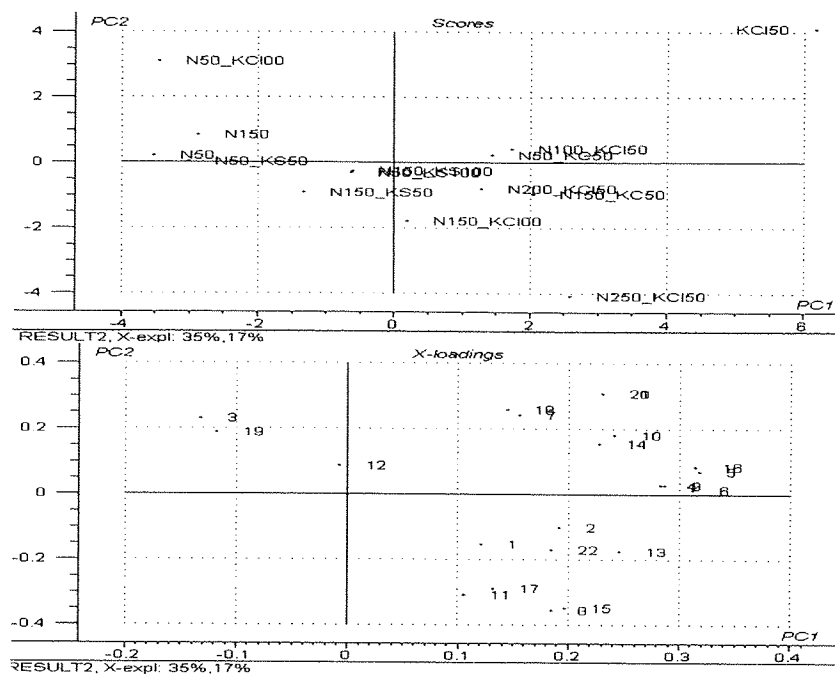 PC2 Scores
4 KCl50
N50_KCl00
2
N150 N100_KCl50
N50 N50_KS50 N50_KC50
0
N150_KS50 N200_KCl50 N150_KC50
-2 N150_KCl00
-4 N250_KCl50
PC1
-4 -2 0 2 4 6
RESULT2, X-expl: 35%,17%
PC2 X-loadings
0.4
20
0.2 3 7
19 10
14
12
0 6
2
1 22 13
-0.2
11 17
15
-0.4
PC1
-0.2 -0.1 0 0.1 0.2 0.3 0.4
RESULT2, X-expl: 35%,17%